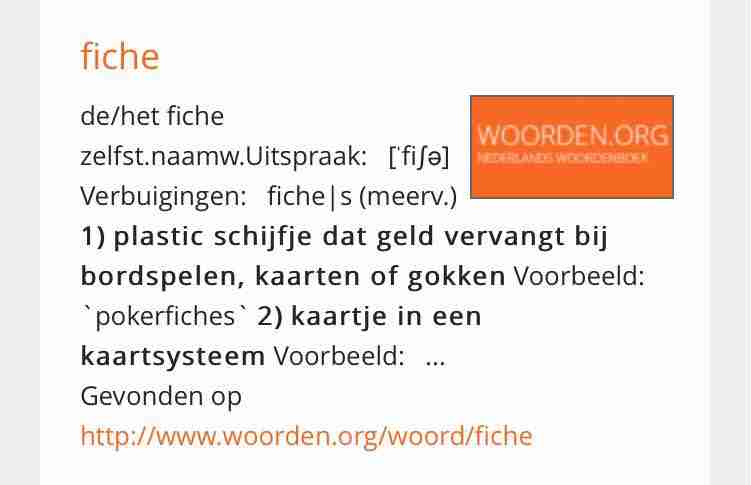 fiche
de/het fiche
zelfst.naamw.Uitspraak: [ˈfiʃə]
Verbuigingen: fiche|s (meerv.)
WOORDEN.ORG
NEDERLANDS WOORDENBOEK
1) plastic schijfje dat geld vervangt bij
bordspelen, kaarten of gokken Voorbeeld:
`pokerfiches` 2) kaartje in een
kaartsysteem Voorbeeld: ...
Gevonden op
http://www.woorden.org/woord/fiche